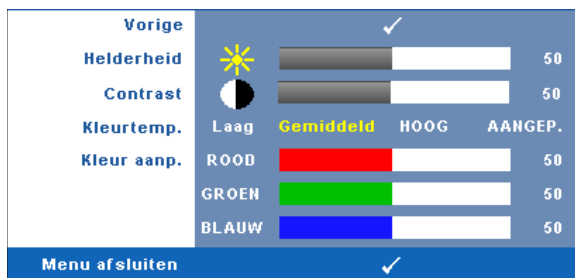 Vorige
Helderheid 50
Contrast 50
Kleurtemp. Laag Gemiddeld HOOG AANGEP.
Kleur aanp. ROOD 50
GROEN 50
BLAUW 50
Menu afsluiten